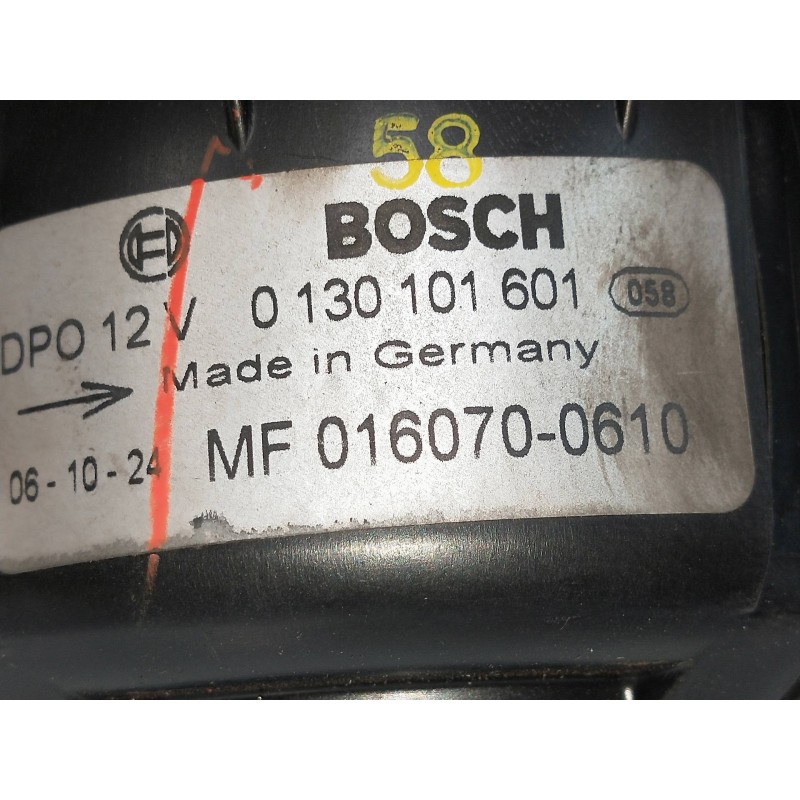 58
BOSCH
DPO 12 V 0 130 101 601 058
Made in Germany
06-10-24 MF 016070-0610